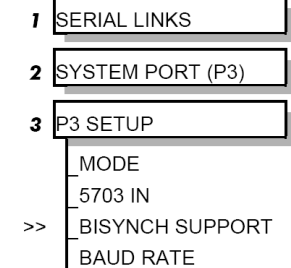 1 SERIAL LINKS
2 SYSTEM PORT (P3)
3 P3 SETUP
MODE
5703 IN
>> BISYNCH SUPPORT
BAUD RATE